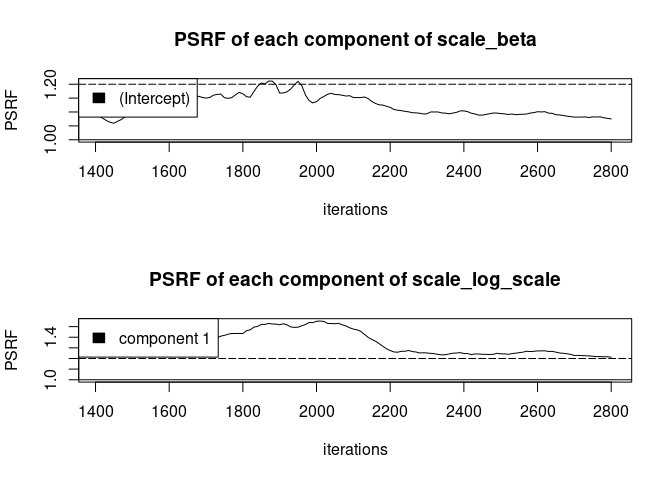 PSRF of each component of scale_beta
PSRF
1.20
1.00
(Intercept)
1400 1600 1800 2000 2200 2400 2600 2800
iterations
PSRF of each component of scale_log_scale
PSRF
1.4
1.0
component 1
1400 1600 1800 2000 2200 2400 2600 2800
iterations